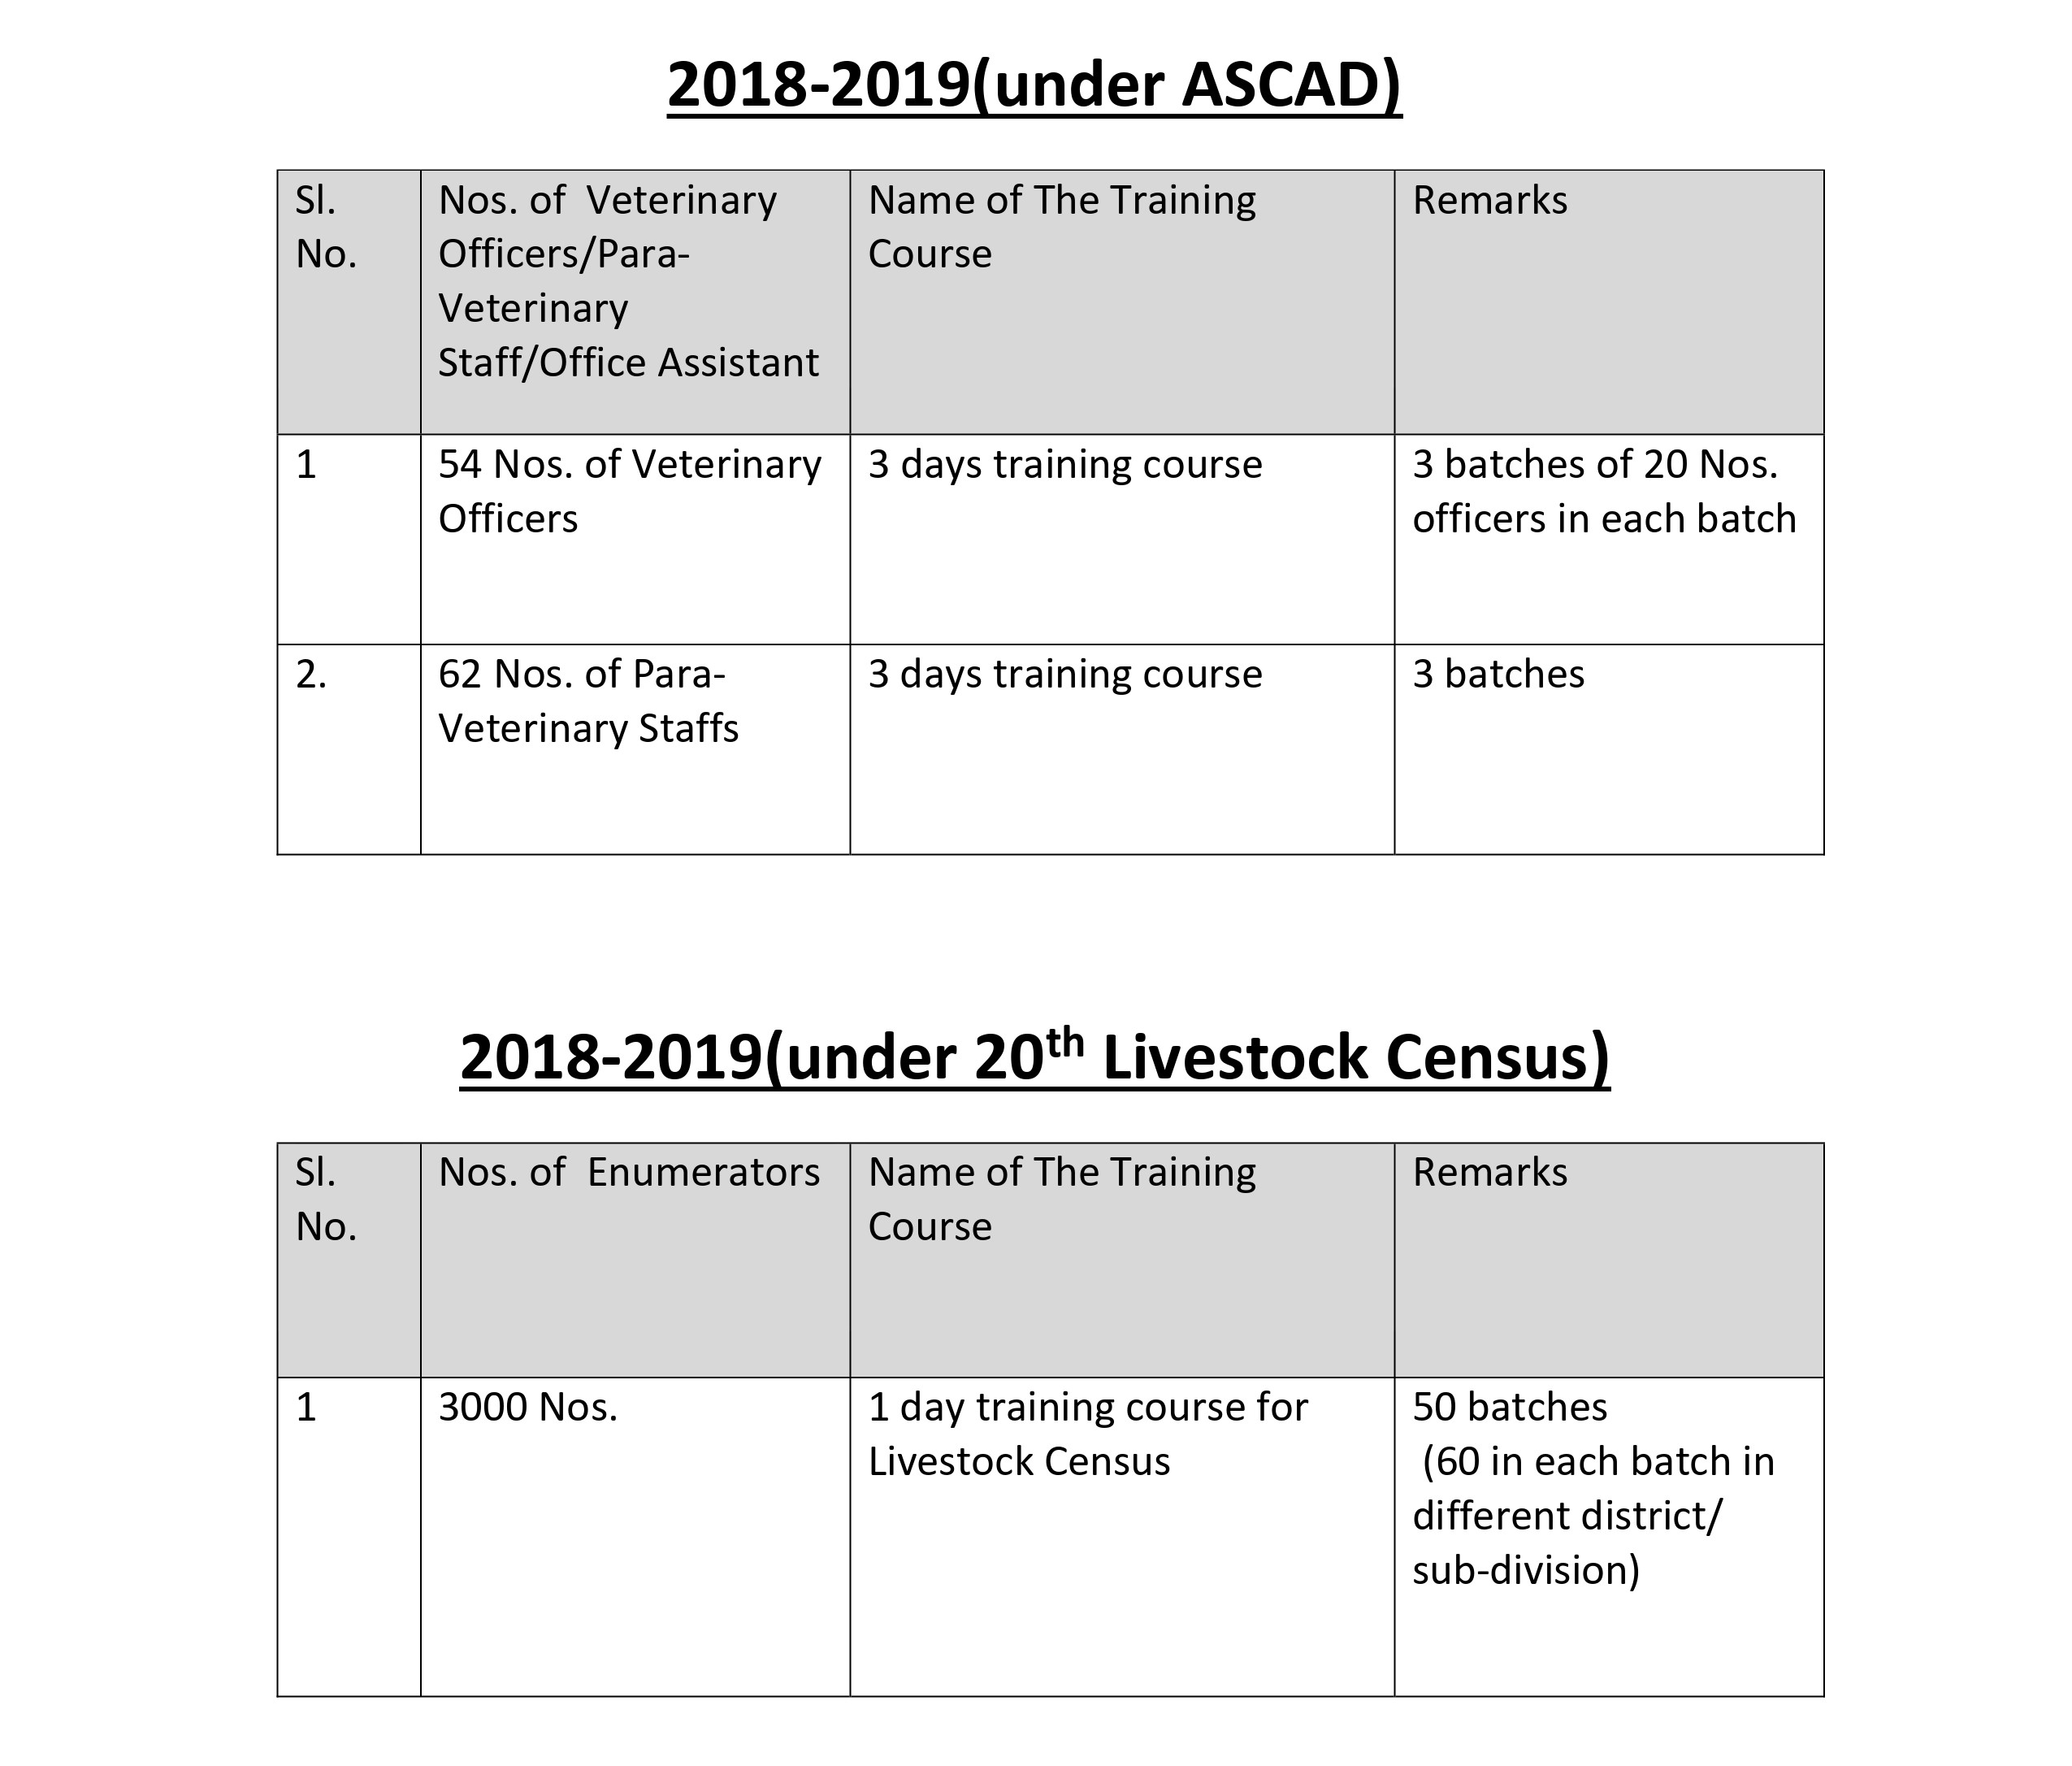 2018-2019(under ASCAD)
Sl.
No.
Nos. of  Veterinary
Officers/Para-
Veterinary
Staff/Office Assistant
Name of The Training
Course
Remarks
1
54 Nos. of Veterinary
Officers
3 days training course
3 batches of 20 Nos.
officers in each batch
2.
62 Nos. of Para-
Veterinary Staffs
3 days training course
3 batches
2018-2019(under 20th Livestock Census)
Sl.
No.
Nos. of  Enumerators
Name of The Training
Course
Remarks
1
3000 Nos.
1 day training course for
Livestock Census
50 batches
(60 in each batch in
different district/
sub-division)